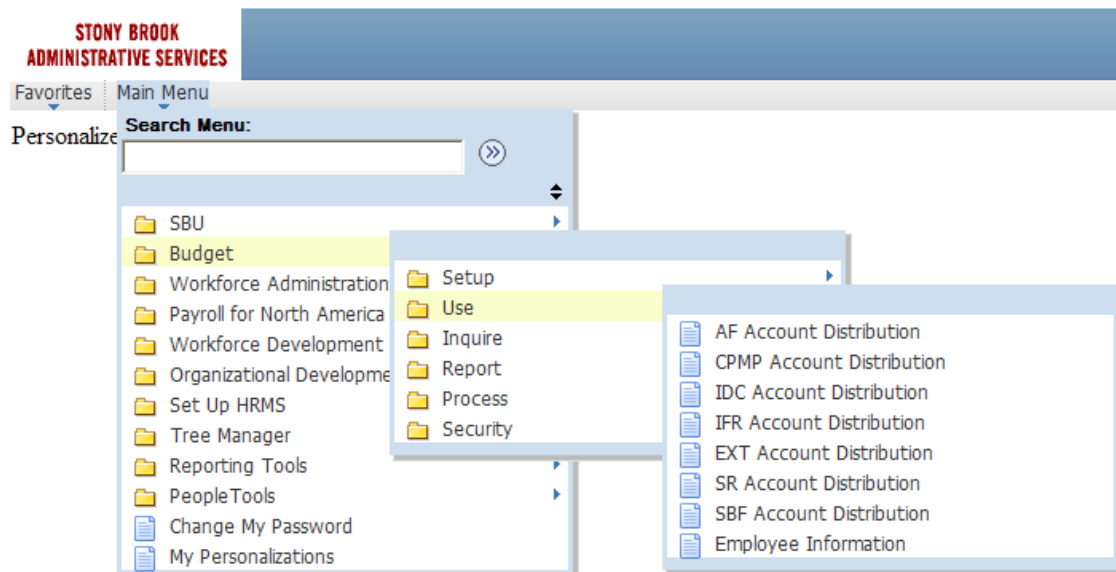 STONY BROOK
ADMINISTRATIVE SERVICES
Favorites
Main Menu
Personalize
Search Menu:
SBU
Budget
Workforce Administration
Payroll for North America
Workforce Development
Organizational Developme
Set Up HRMS
Tree Manager
Reporting Tools
PeopleTools
Change My Password
My Personalizations
Setup
Use
Inquire
Report
Process
Security
AF Account Distribution
CPMP Account Distribution
IDC Account Distribution
IFR Account Distribution
EXT Account Distribution
SR Account Distribution
SBF Account Distribution
Employee Information